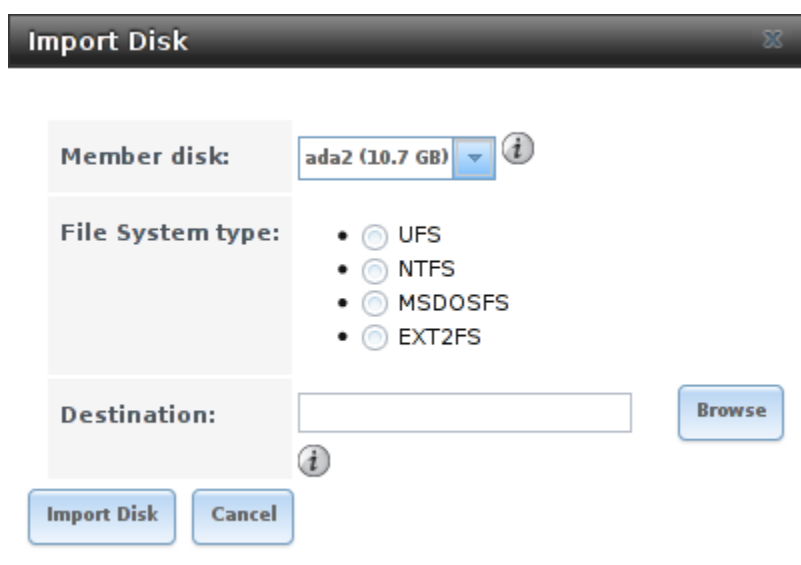 Import Disk
Member disk: ada2 (10.7 GB) i
File System type:
UFS
NTFS
MSDOSFS
EXT2FS
Destination: Browse
i
Import Disk Cancel